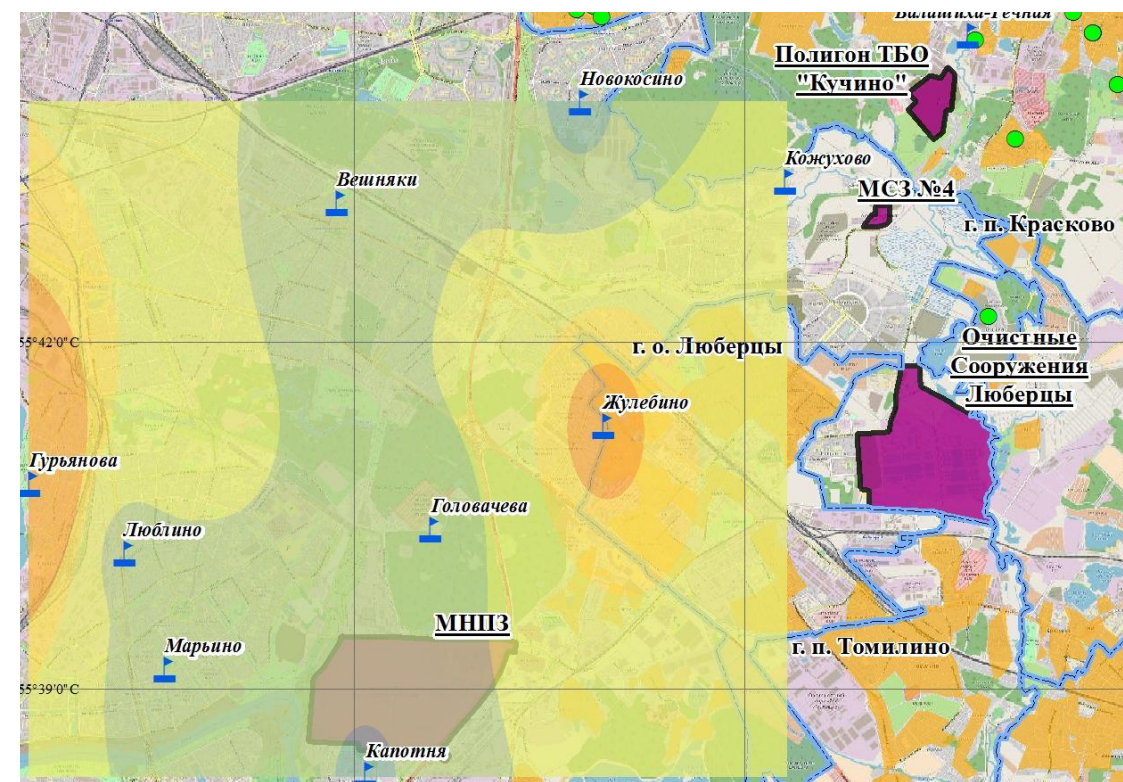 Балашиха-Речная
Полигон ТБО
"Кучино"
Новокосино
Кожухово
Вешняки
МСЗ №4
г. п. Красково
55°42'0"С
г. о. Люберцы
Очистные
Сооружения
Люберцы
Жулебино
Гурьянова
Головачева
Люблино
МНПЗ
Марьино
г. п. Томилино
55°39'0"С
Капотня